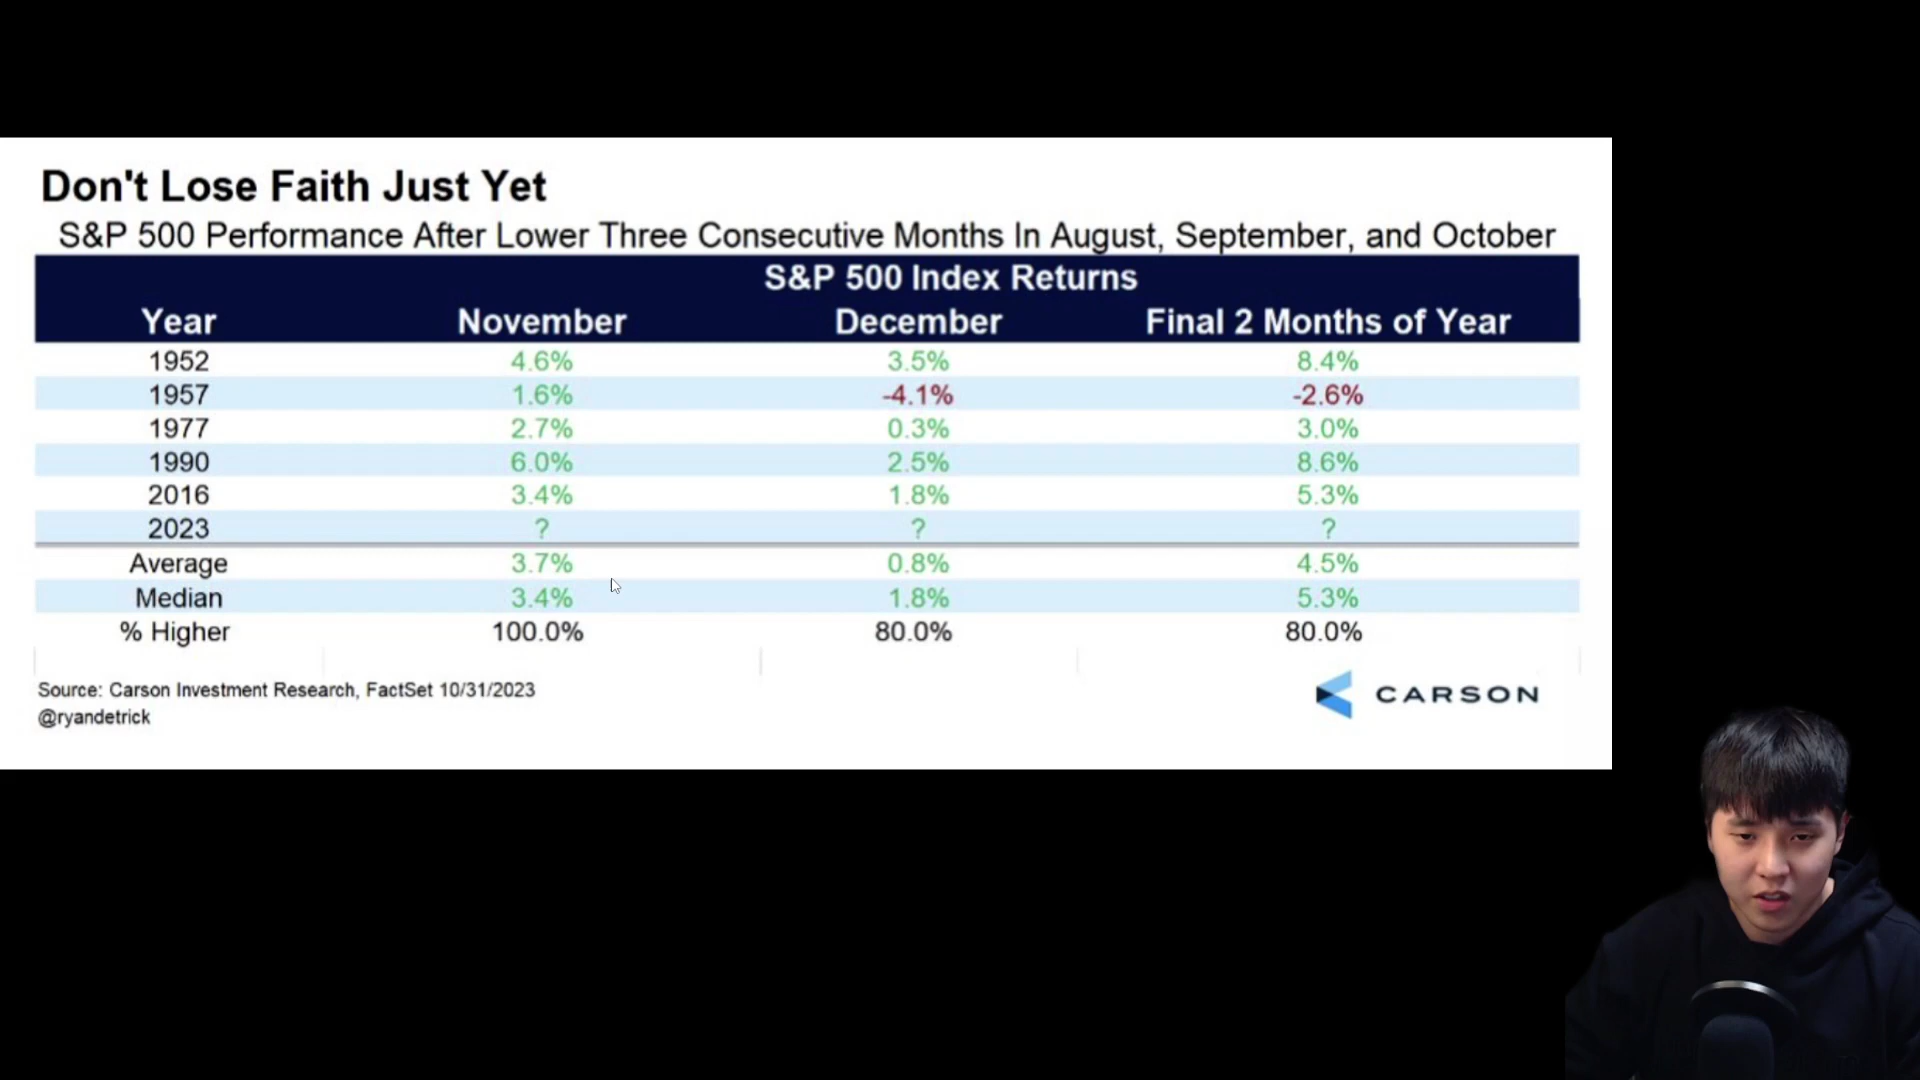 Don't Lose Faith Just Yet
S&P 500 Performance After Lower Three Consecutive Months In August, September, and October
S&P 500 Index Returns
Year November December Final 2 Months of Year
1952 4.6% 3.5% 8.4%
1957 1.6% -4.1% -2.6%
1977 2.7% 0.3% 3.0%
1990 6.0% 2.5% 8.6%
2016 3.4% 1.8% 5.3%
2023 ? ? ?
Average 3.7% 0.8% 4.5%
Median 3.4% 1.8% 5.3%
% Higher 100.0% 80.0% 80.0%
Source: Carson Investment Research, FactSet 10/31/2023
@ryandetrick
CARSON